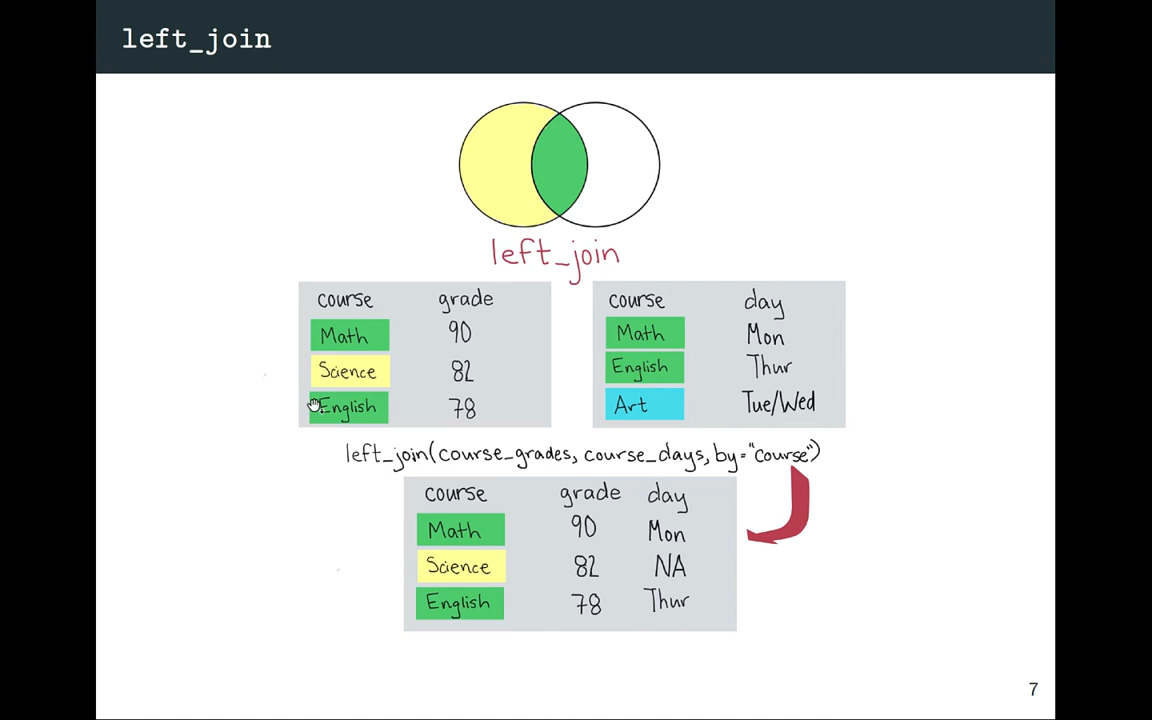 left_join
left_join
course grade
Math 90
Science 82
English 78
course day
Math Mon
English Thur
Art Tue/Wed
left_join(course_grades, course_days, by="course")
course grade day
Math 90 Mon
Science 82 NA
English 78 Thur
7